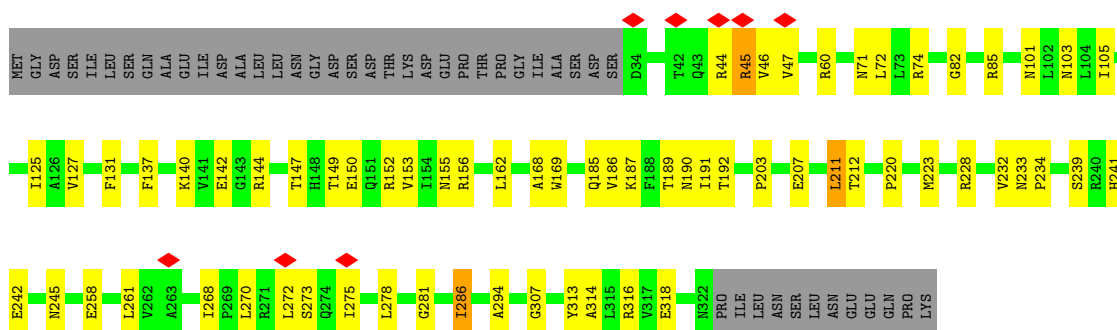 MET GLY ASP SER ILE LEU SER GLN ALA GLU ILE ASP ALA LEU LEU ASN GLY ASP SER ASP THR LYS ASP GLU PRO THR PRO GLY ILE ALA SER ASP SER D34 T42 Q43 R44 R45 V46 V47 R60 N71 L72 L73 R74 G82 R85 N101 L102 N103 L104 I105
I125 A126 V127 F131 F137 K140 V141 E142 G143 R144 T147 H148 T149 E150 Q151 R152 V153 I154 N155 R156 L162 A168 W169 Q185 V186 K187 F188 T189 N190 I191 T192 P203 E207 L211 T212 P220 M223 R228 V232 N233 P234 S239 R240 H241
E242 N245 E258 L261 V262 A263 I268 P269 L270 R271 L272 S273 Q274 I275 L278 G281 I286 A294 G307 Y313 A314 L315 R316 V317 E318 N322 PRO ILE LEU ASN SER LEU ASN GLU GLU GLN PRO LYS